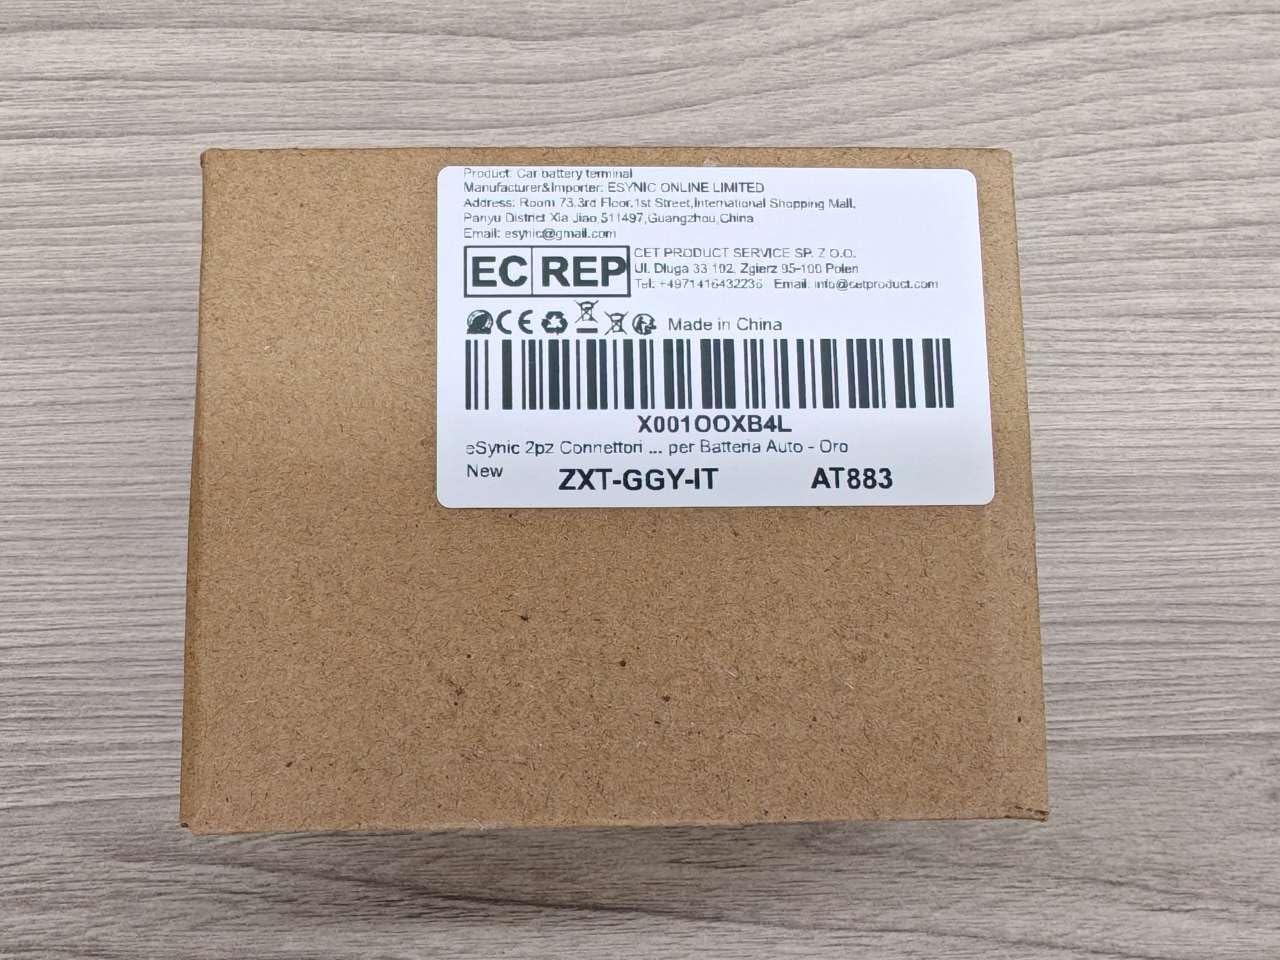 Product: Car battery terminal
Manufacturer&Importer: ESYNIC ONLINE LIMITED
Address: Room 73,3rd Floor,1st Street,International Shopping Mall,
Panyu District Xia Jiao,511497,Guangzhou,China
Email: esynic@gmail.com
EC REP
CET PRODUCT SERVICE SP. Z O.O.
Ul. Dluga 33 102, Zgierz 95-100 Polen
Tel: +4971416432236 Email: info@cetproduct.com
CE Made in China
X001OOXB4L
eSynic 2pz Connettori ... per Batteria Auto - Oro
New ZXT-GGY-IT AT883